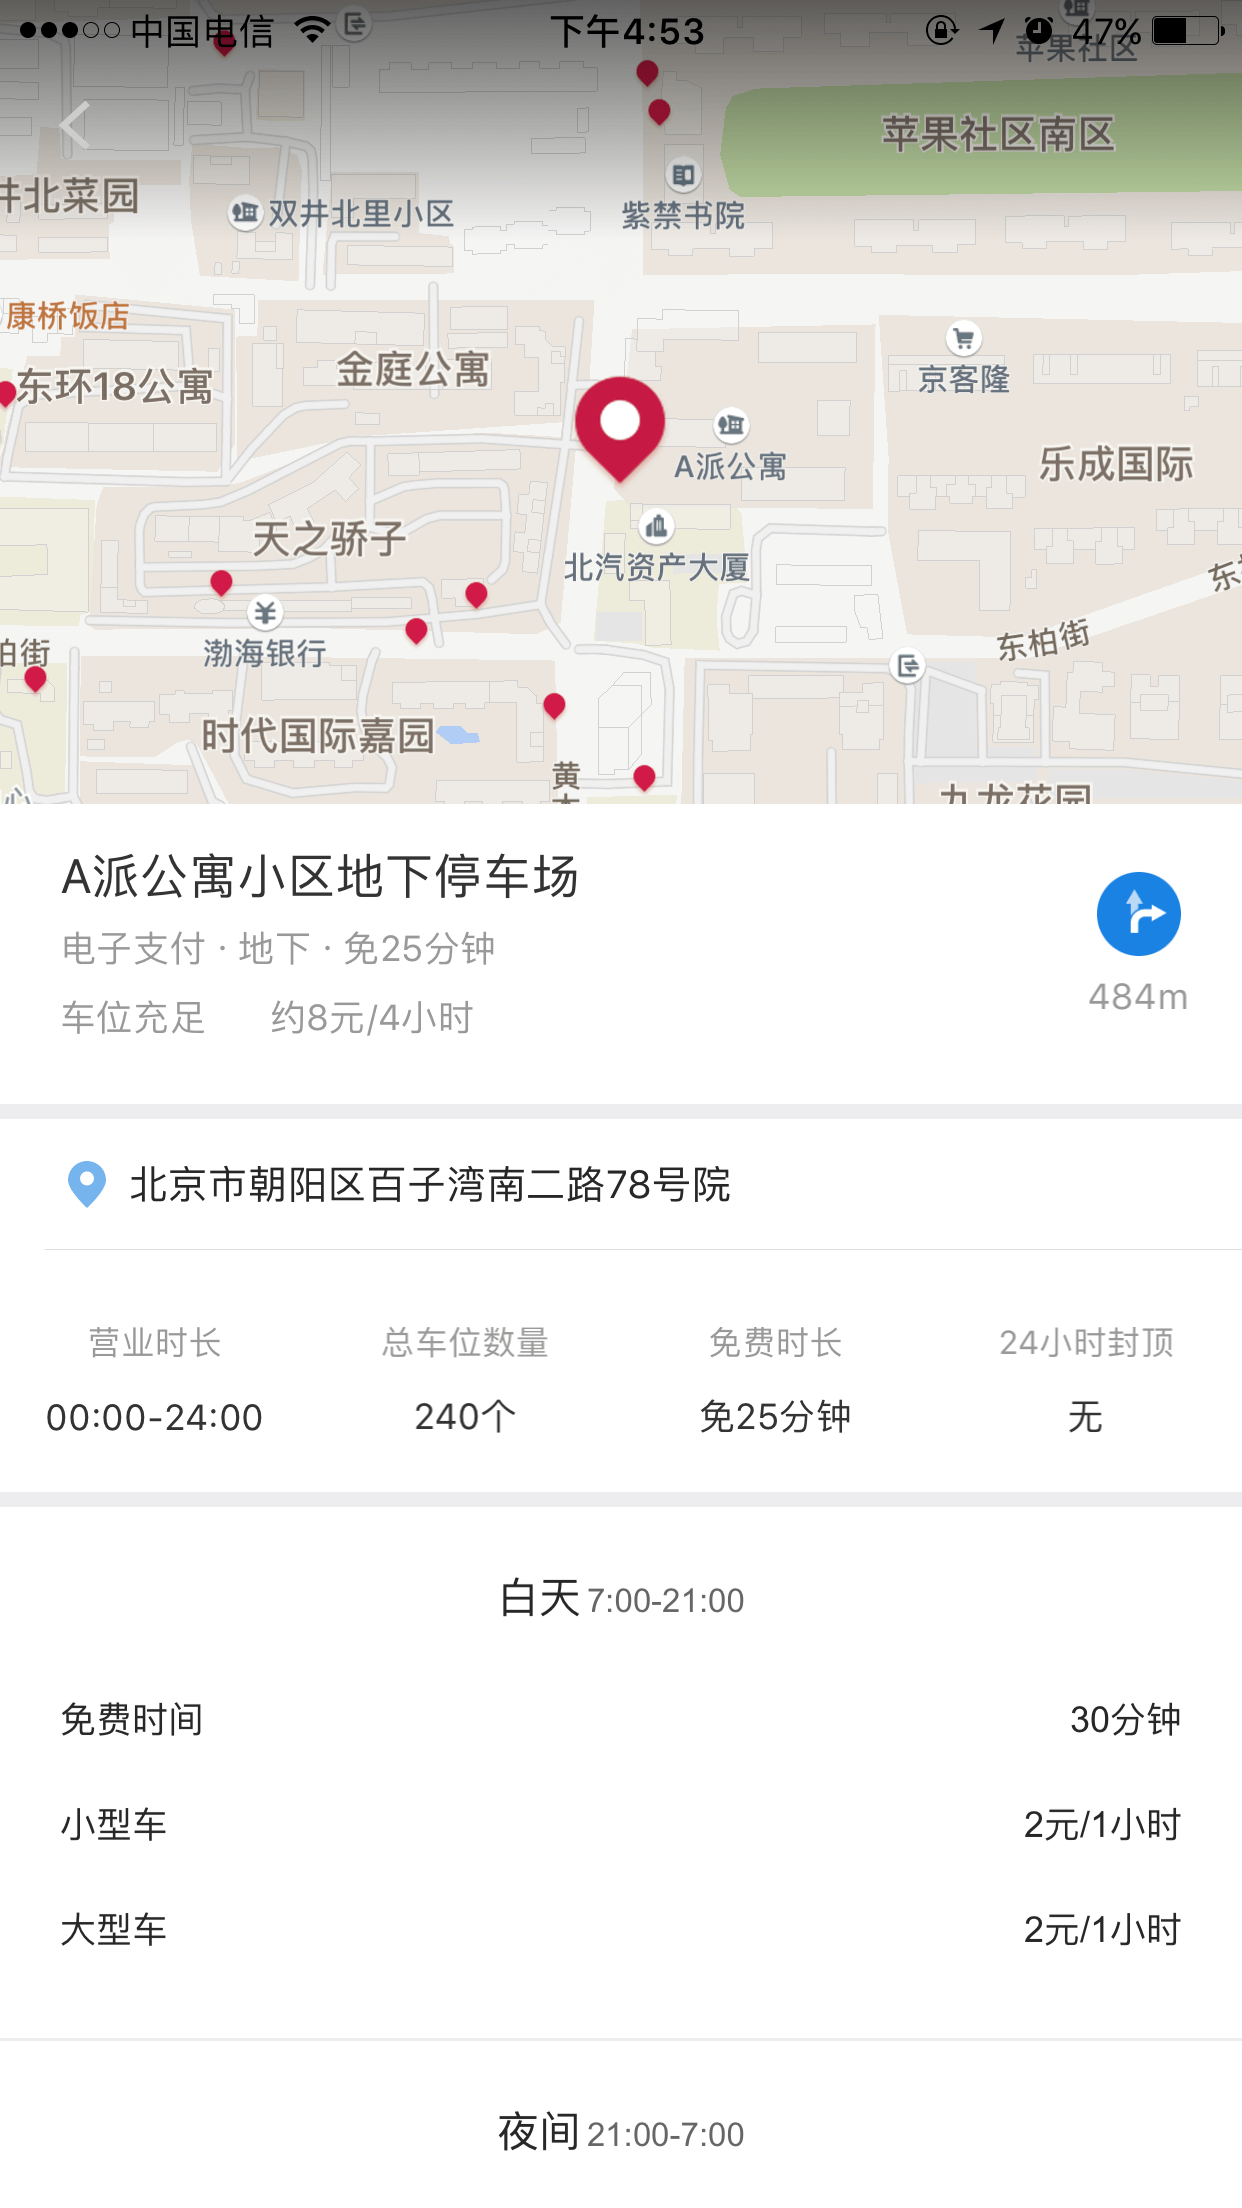 中国电信
下午4:53
47%
苹果社区
苹果社区南区
井北菜园
双井北里小区
紫禁书院
康桥饭店
东环18公寓
金庭公寓
京客隆
A派公寓
乐成国际
天之骄子
北汽资产大厦
渤海银行
柏街
东柏街
东
时代国际嘉园
黄
九龙花园
A派公寓小区地下停车场
电子支付 · 地下 · 免25分钟
车位充足 约8元/4小时
484m
北京市朝阳区百子湾南二路78号院
营业时长 总车位数量 免费时长 24小时封顶
00:00-24:00 240个 免25分钟 无
白天 7:00-21:00
免费时间 30分钟
小型车 2元/1小时
大型车 2元/1小时
夜间 21:00-7:00